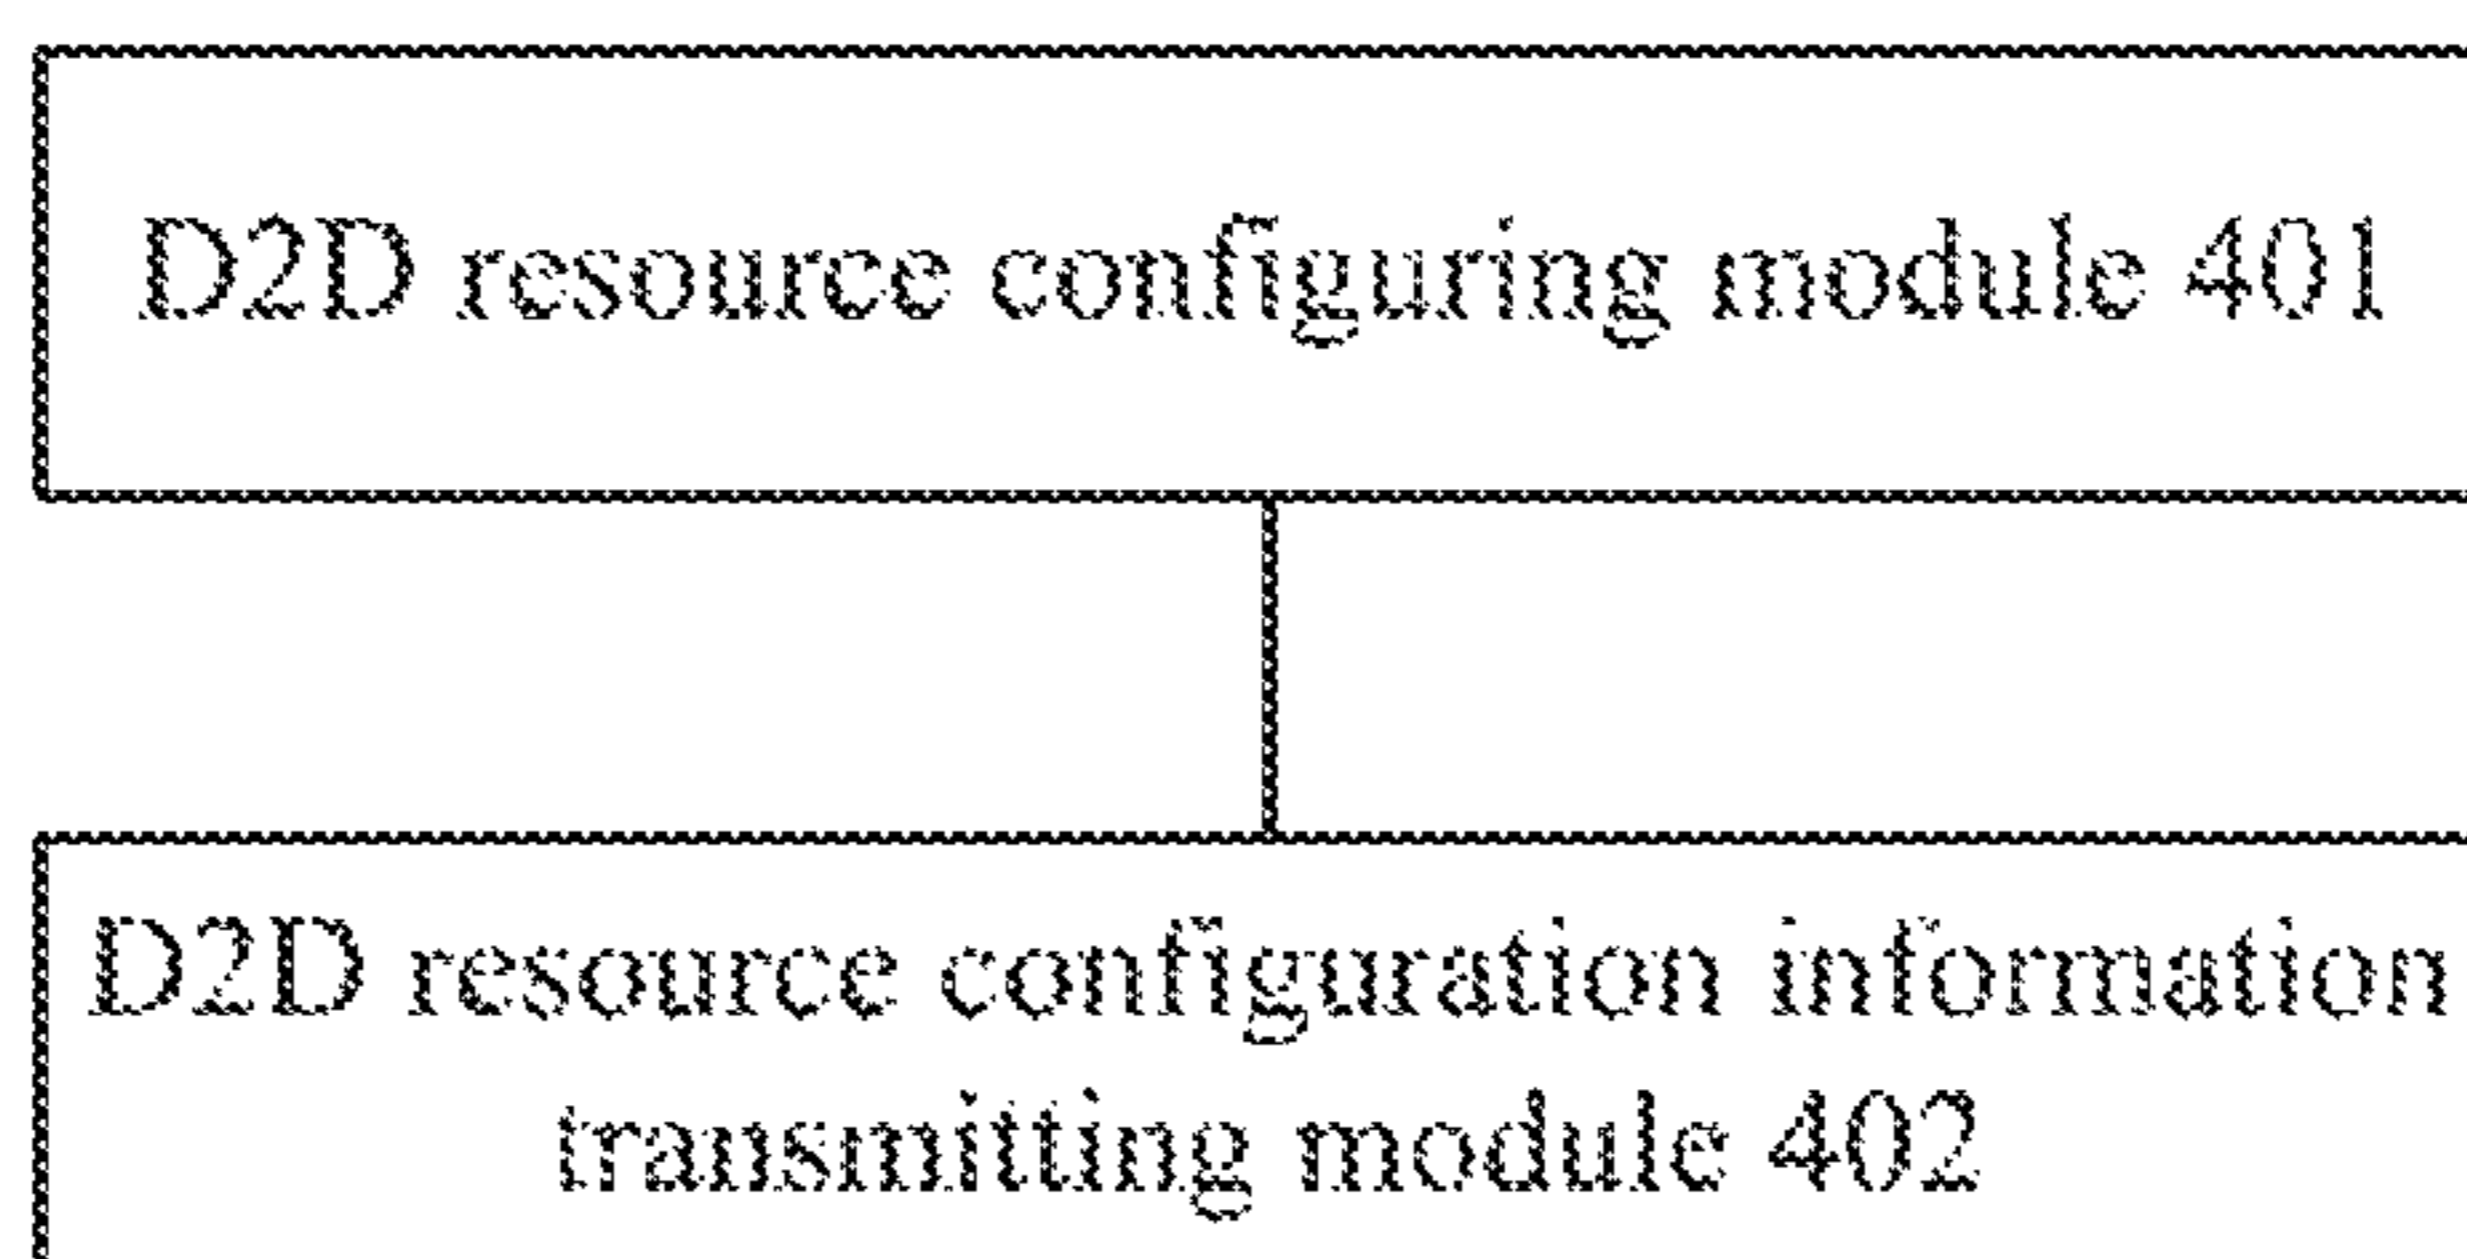 D2D resource configuring module 401
D2D resource configuration information
transmitting module 402